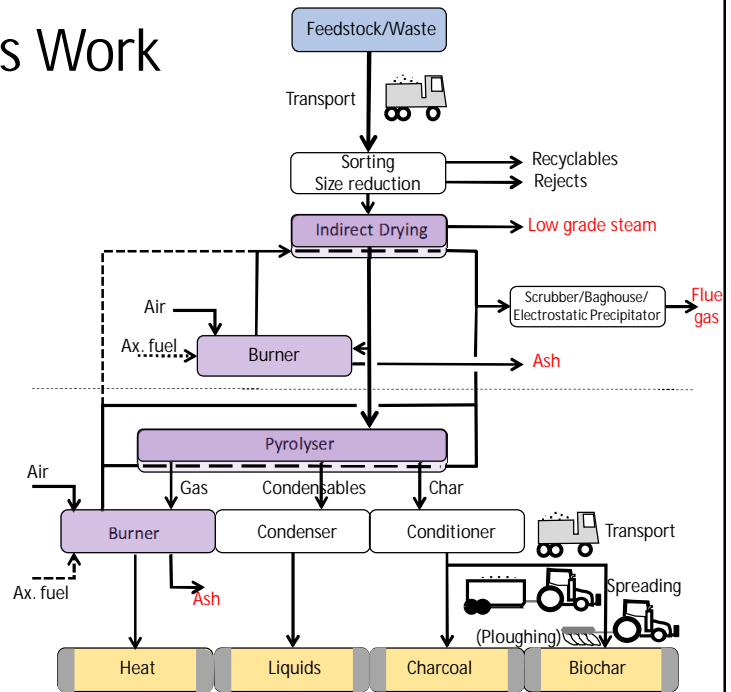 s Work
Feedstock/Waste
Transport
Sorting
Size reduction
Recyclables
Rejects
Indirect Drying
Low grade steam
Scrubber/Baghouse/
Electrostatic Precipitator
Flue
gas
Air
Ax. fuel
Burner
Ash
Pyrolyser
Air
Gas
Condensables
Char
Burner
Condenser
Conditioner
Transport
Ax. fuel
Ash
Spreading
(Ploughing)
Heat
Liquids
Charcoal
Biochar